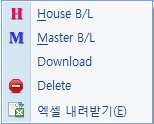 H House B/L
M Master B/L
Download
Delete
엑셀 내려받기(E)